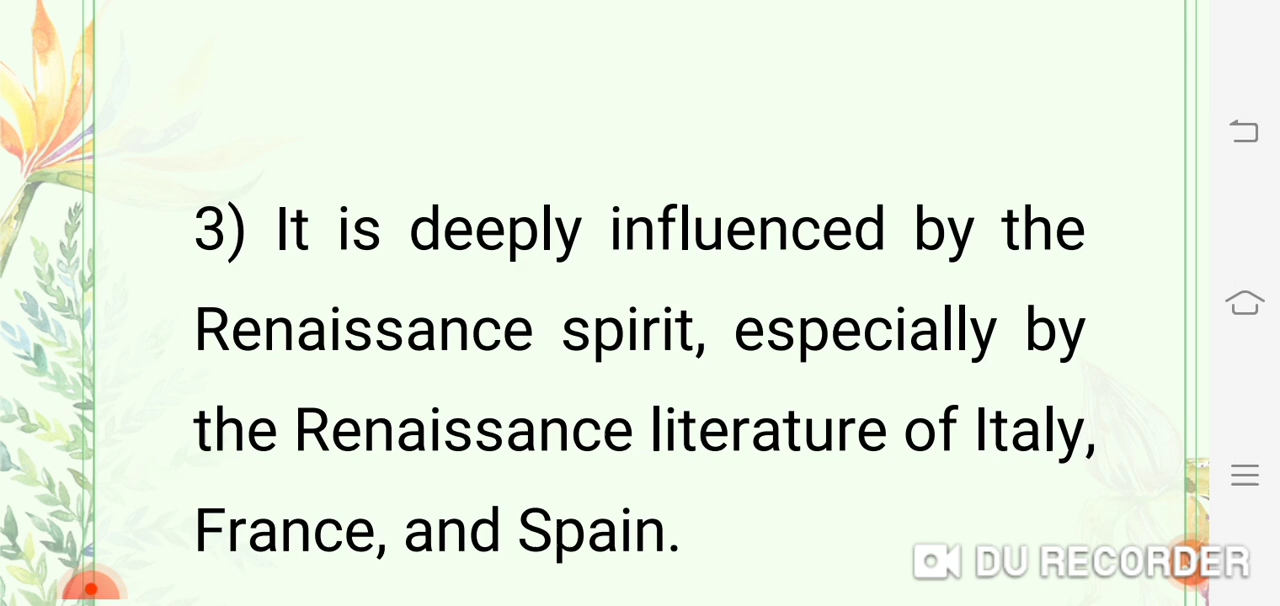 3) It is deeply influenced by the
Renaissance spirit, especially by
the Renaissance literature of Italy,
France, and Spain.
DU RECORDER